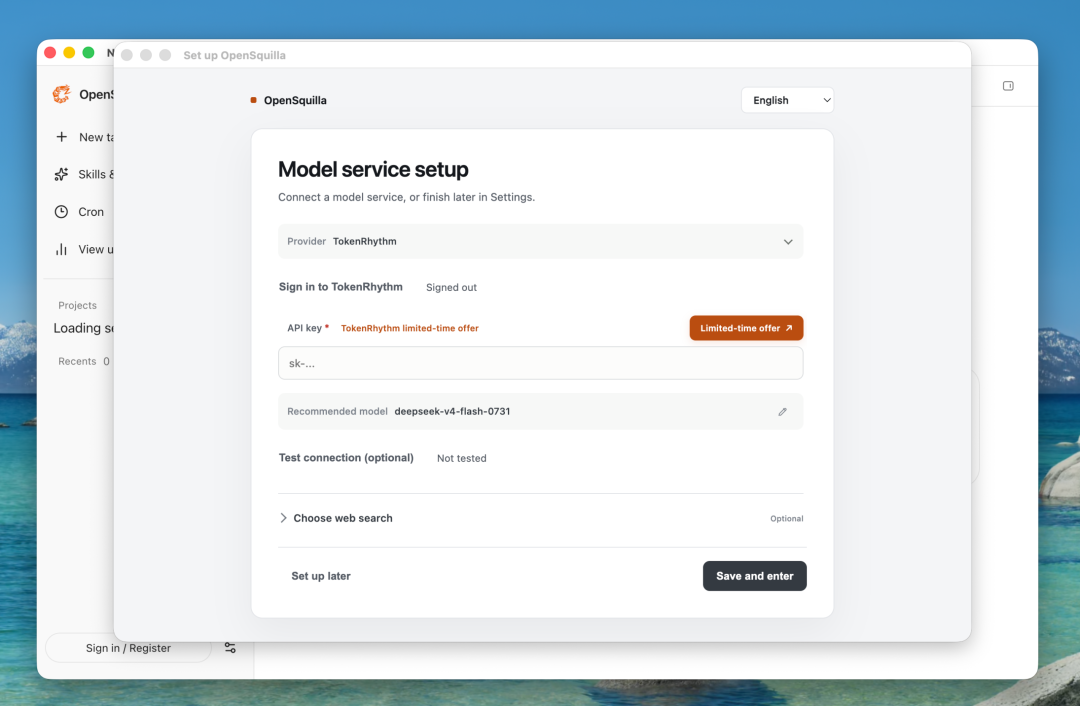 Set up OpenSquilla
OpenSquilla
English
Model service setup
Connect a model service, or finish later in Settings.
Provider TokenRhythm
Sign in to TokenRhythm Signed out
API key * TokenRhythm limited-time offer
Limited-time offer ↗
sk-...
Recommended model deepseek-v4-flash-0731
Test connection (optional) Not tested
Choose web search Optional
Set up later
Save and enter
N
OpenS
New ta
Skills &
Cron
View u
Projects
Loading se
Recents 0
Sign in / Register